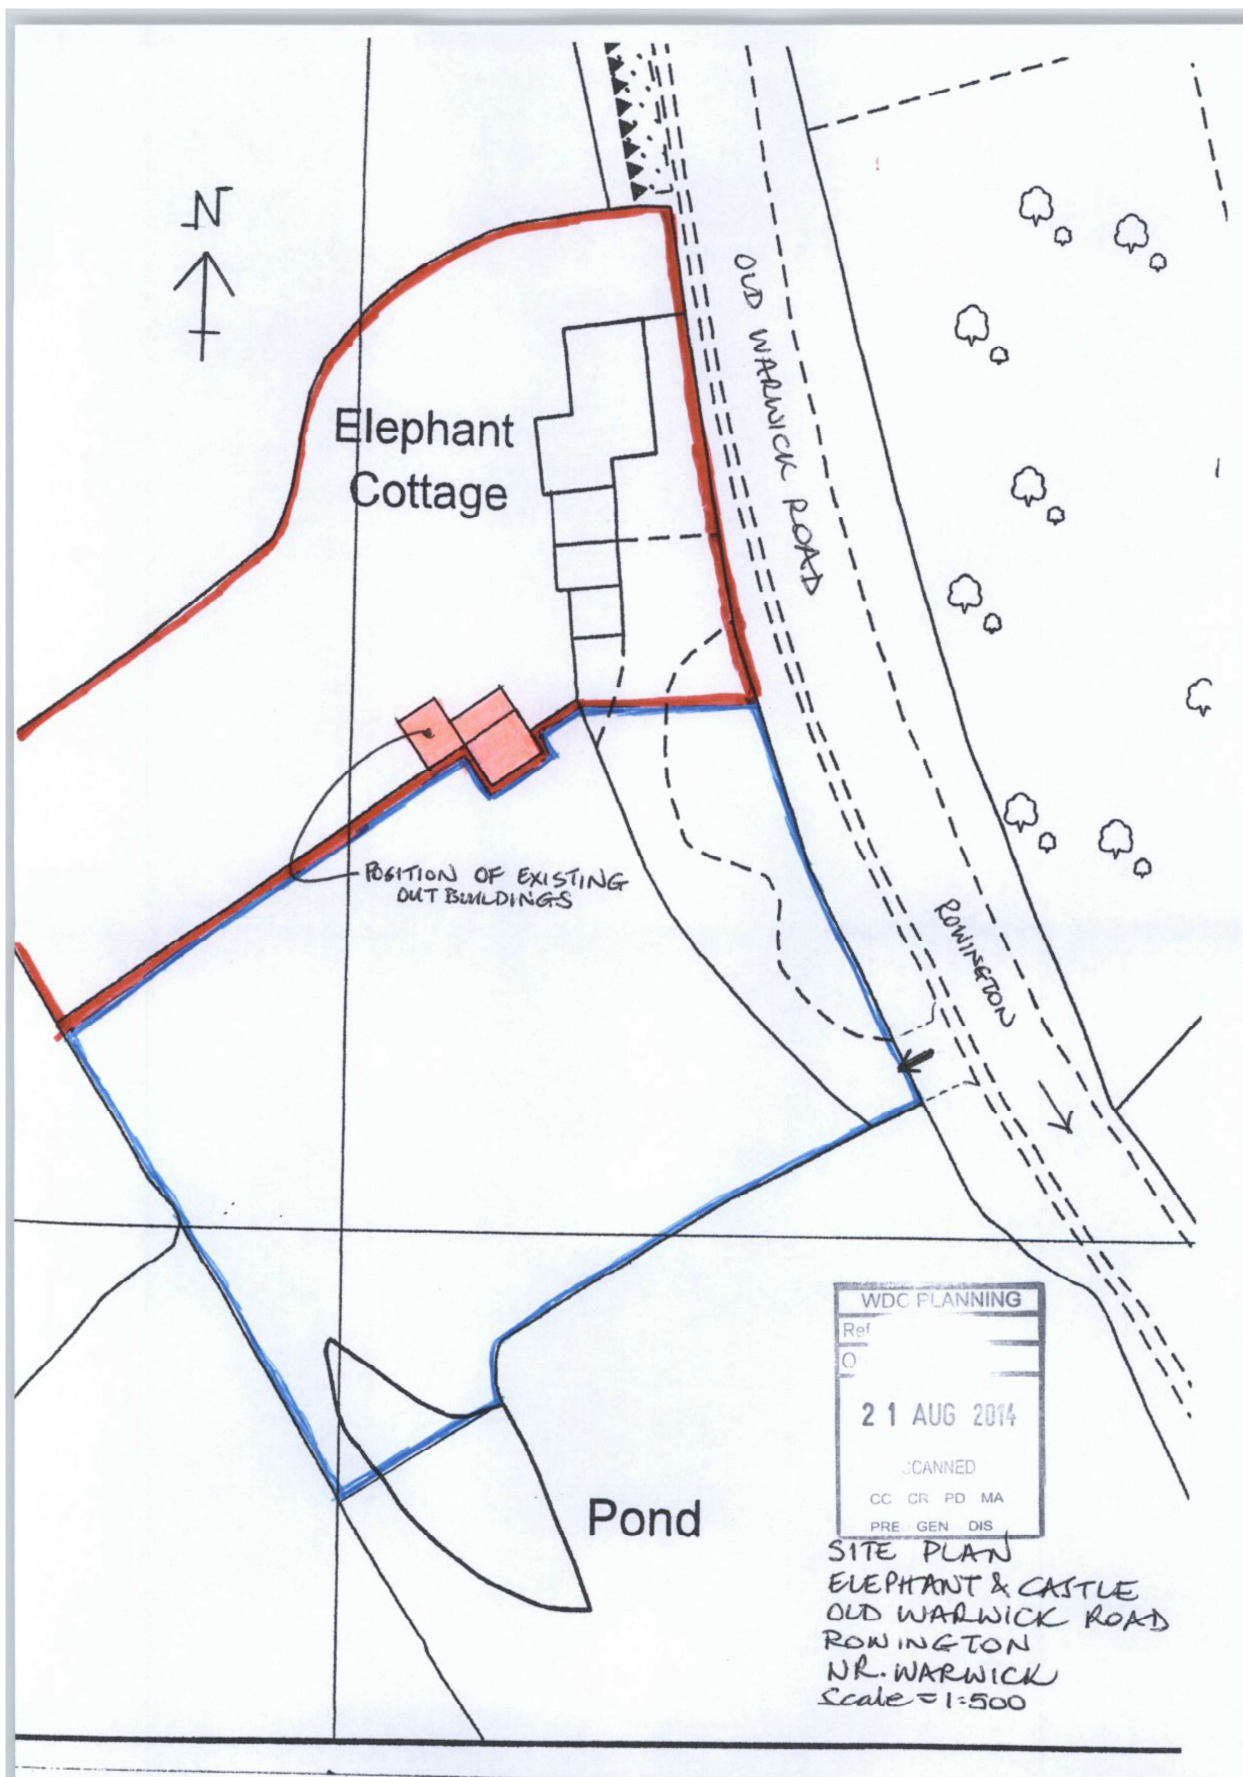 N
OLD WARWICK ROAD
Elephant
Cottage
POSITION OF EXISTING
OUT BUILDINGS
ROWINGTON
WDC PLANNING
Ref
O
21 AUG 2014
SCANNED
CC CR PD MA
PRE GEN DIS
Pond
SITE PLAN
ELEPHANT & CASTLE
OLD WARWICK ROAD
ROWINGTON
NR. WARWICK
Scale = 1:500